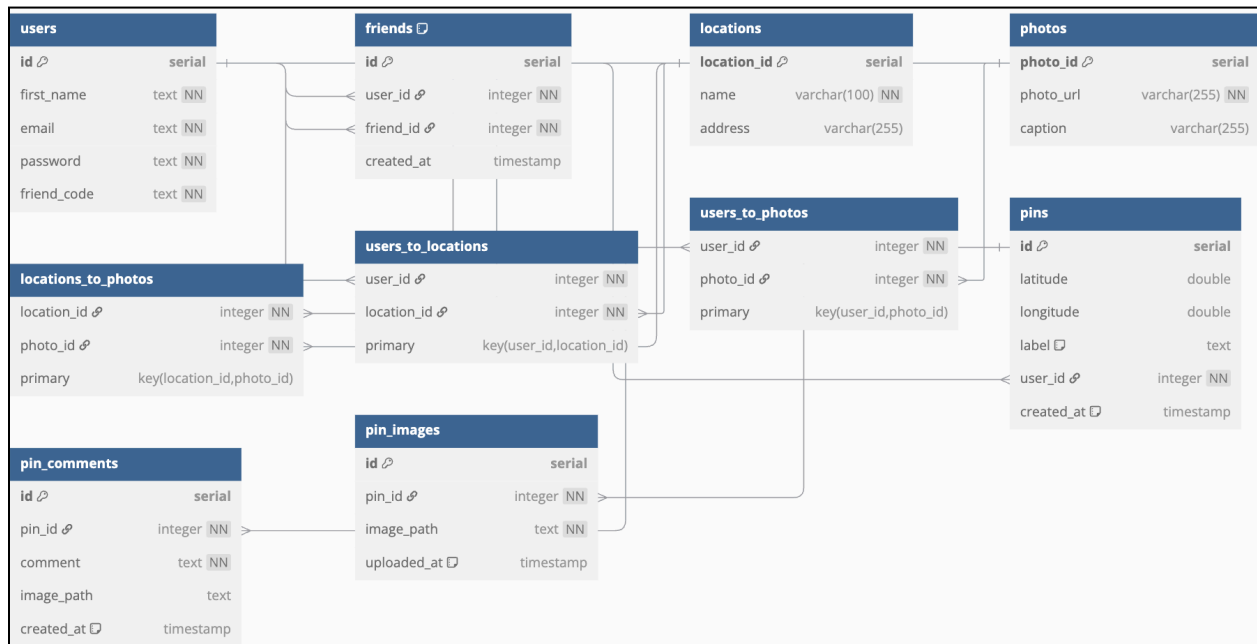 users
id serial
first_name text NN
email text NN
password text NN
friend_code text NN
friends
id serial
user_id integer NN
friend_id integer NN
created_at timestamp
locations
location_id serial
name varchar(100) NN
address varchar(255)
photos
photo_id serial
photo_url varchar(255) NN
caption varchar(255)
locations_to_photos
location_id integer NN
photo_id integer NN
primary key(location_id,photo_id)
users_to_locations
user_id integer NN
location_id integer NN
primary key(user_id,location_id)
users_to_photos
user_id integer NN
photo_id integer NN
primary key(user_id,photo_id)
pins
id serial
latitude double
longitude double
label text
user_id integer NN
created_at timestamp
pin_comments
id serial
pin_id integer NN
comment text NN
image_path text
created_at timestamp
pin_images
id serial
pin_id integer NN
image_path text NN
uploaded_at timestamp